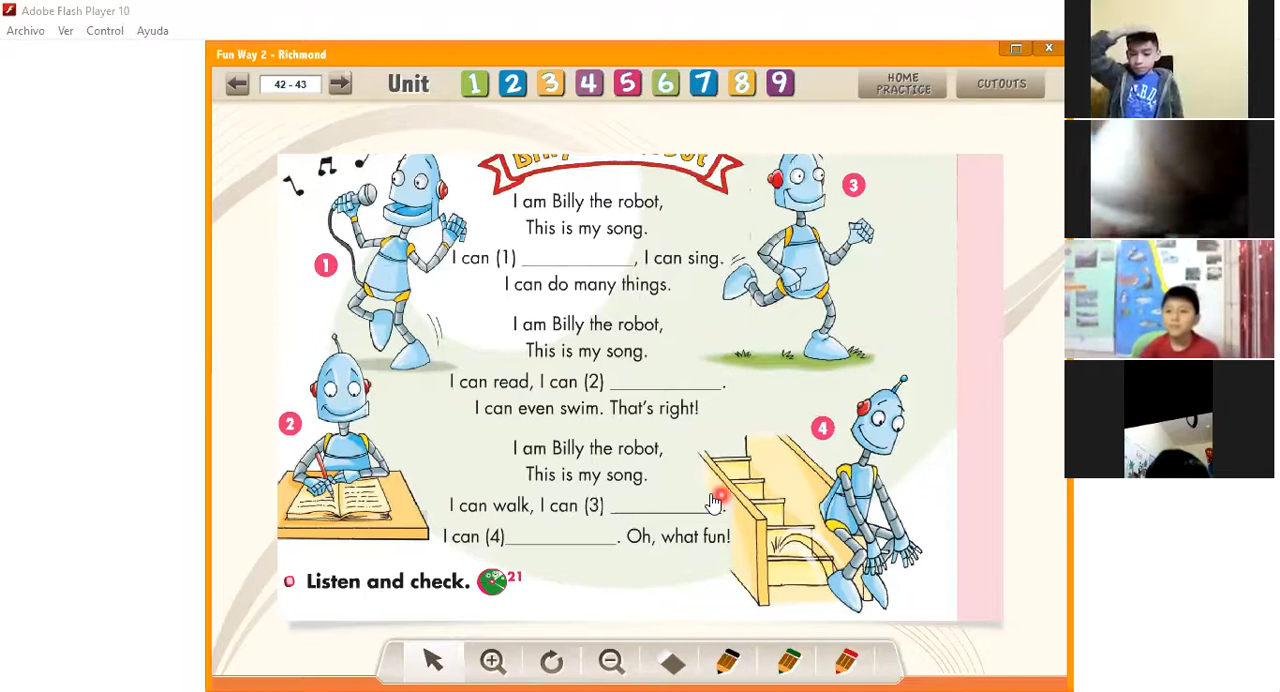 Adobe Flash Player 10
Archivo Ver Control Ayuda
Fun Way 2 - Richmond
42 - 43
Unit
1 2 3 4 5 6 7 8 9
HOME PRACTICE
CUTOUTS
I am Billy the robot,
This is my song.
I can (1) ____________, I can sing.
I can do many things.
I am Billy the robot,
This is my song.
I can read, I can (2) ____________.
I can even swim. That's right!
I am Billy the robot,
This is my song.
I can walk, I can (3) ____________.
I can (4)____________. Oh, what fun!
Listen and check. 21
1
2
3
4